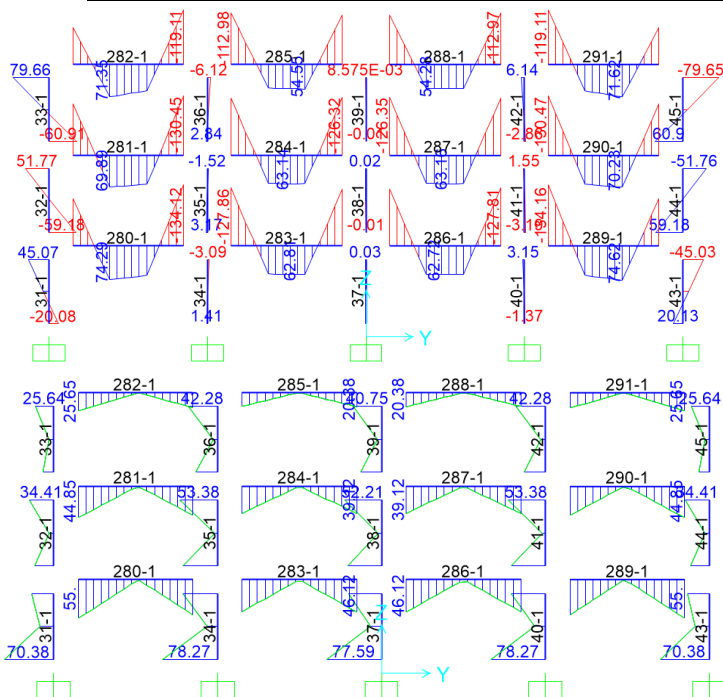 -119.11 -112.98 -112.97 -119.11
282-1 285-1 288-1 291-1
79.66 -6.12 8.575E-03 6.14 -79.65
71.35 54.55 54.28 71.62
33-1 36-1 39-1 42-1 45-1
-60.91 -130.45 2.84 -126.32 -126.35 -2.86 -130.47 60.9
281-1 284-1 287-1 290-1
51.77 -1.52 0.02 1.55 -51.76
69.89 63.14 63.13 70.23
32-1 35-1 38-1 41-1 44-1
-59.18 -134.12 3.17 -127.86 -0.01 -127.81 -134.16 59.18
280-1 283-1 286-1 289-1
45.07 -3.09 0.03 3.15 -45.03
74.29 62.81 62.72 74.62
31-1 34-1 37-1 40-1 43-1
-20.08 1.41 -1.37 20.13
Y
282-1 285-1 288-1 291-1
25.64 25.65 42.28 20.38 40.75 20.38 42.28 25.65 25.64
33-1 36-1 39-1 42-1 45-1
281-1 284-1 287-1 290-1
34.41 44.85 53.38 39.12 39.12 53.38 44.85 34.41
32-1 35-1 38-1 41-1 44-1
280-1 283-1 286-1 289-1
55. 46.12 46.12 55.
31-1 34-1 37-1 40-1 43-1
70.38 78.27 77.59 78.27 70.38
Y